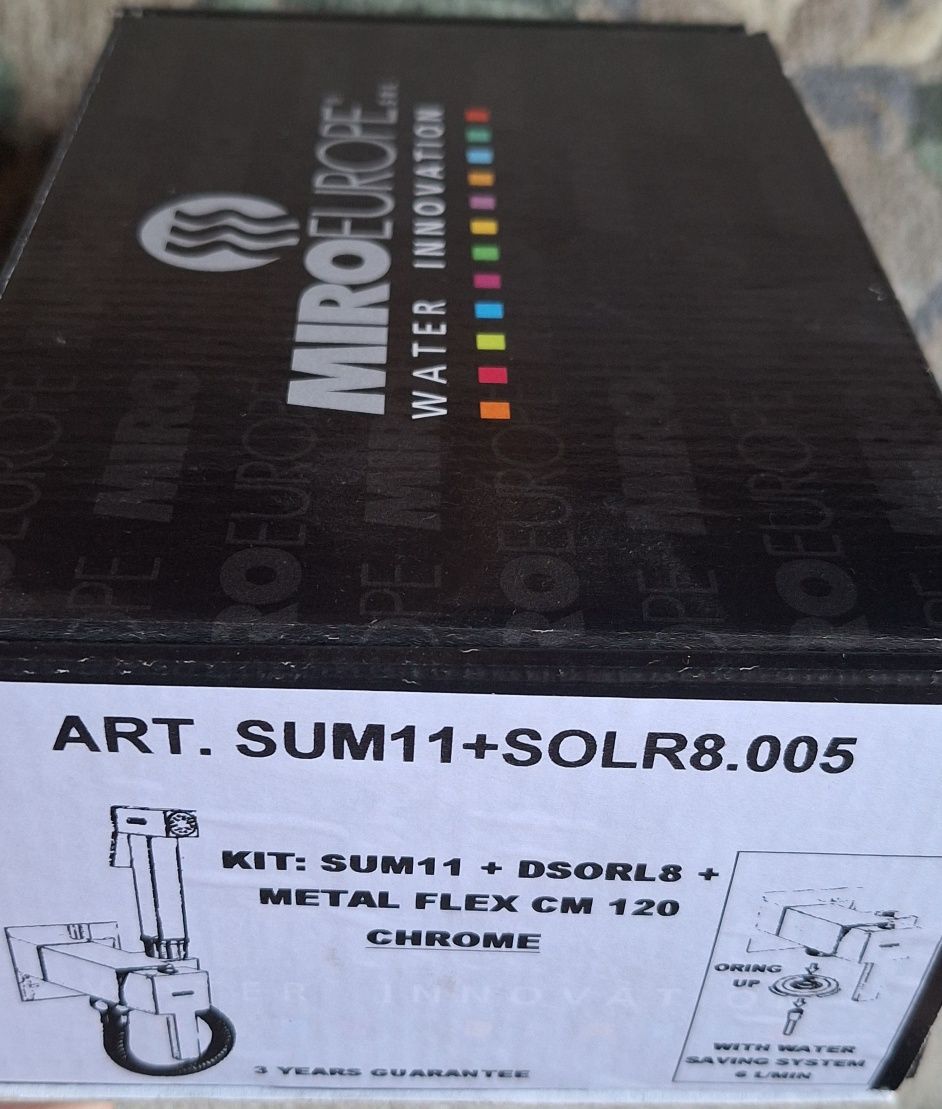 MIROEUROPE
WATER INNOVATION
ART. SUM11+SOLR8.005
KIT: SUM11 + DSORL8 +
METAL FLEX CM 120
CHROME
3 YEARS GUARANTEE
ORING
UP
WITH WATER
SAVING SYSTEM
6 L/MIN